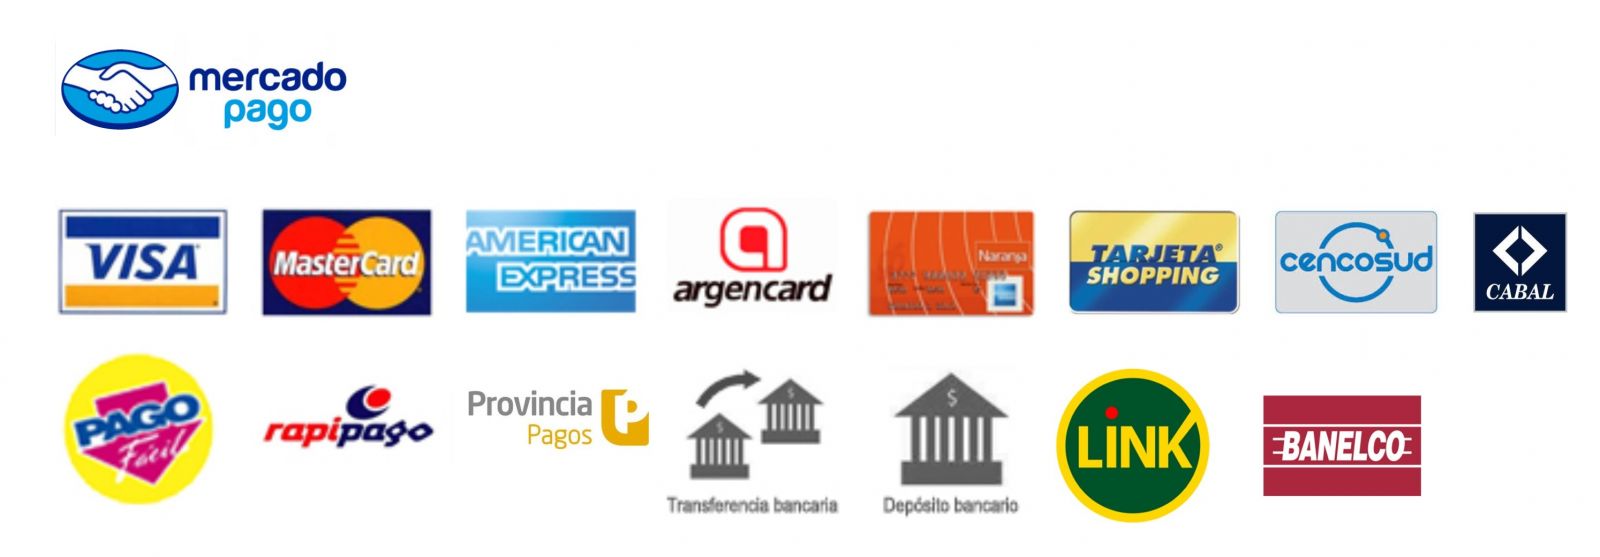 mercado
pago
VISA
MasterCard
AMERICAN
EXPRESS
argencard
Naranja
TARJETA®
SHOPPING
cencosud
CABAL
PAGO
Fácil
rapipago
Provincia
Pagos
$
$
Transferencia bancaria
$
Depósito bancario
LiNK
BANELCO